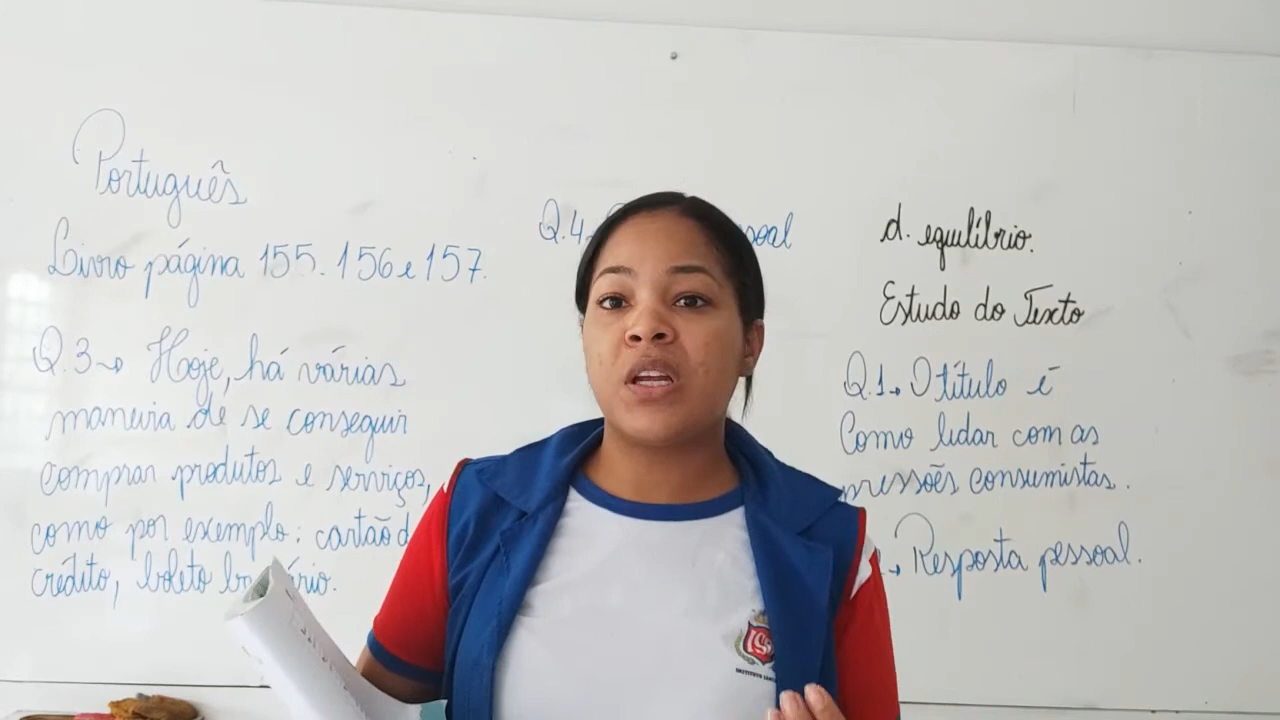 Português
Livro página 155. 156 e 157.
Q.3→ Hoje, há várias
maneira de se conseguir
comprar produtos e serviços,
como por exemplo: cartão d
crédito, boleto
Q.4
soal
d. equilíbrio.
Estudo do Texto
Q.1→ O título é
Como lidar com as
pressões consumistas.
Resposta pessoal.